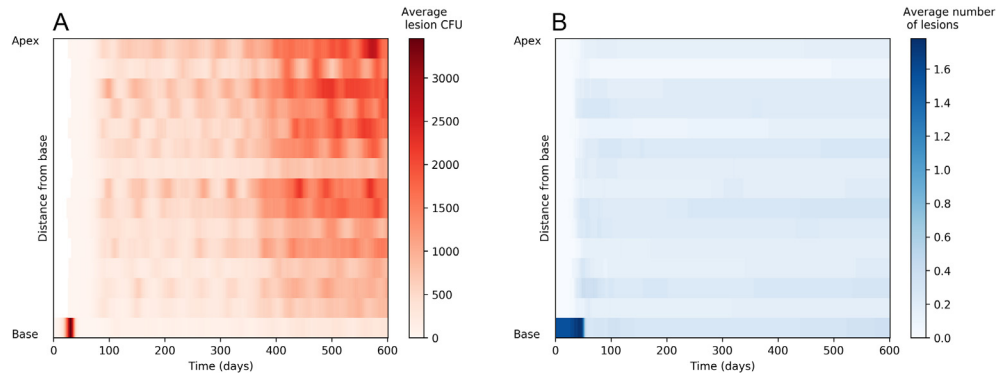 A
Average
lesion CFU
Apex
Distance from base
Base
0
100
200
300
400
500
600
Time (days)
3000
2500
2000
1500
1000
500
0
B
Average number
of lesions
Apex
Distance from base
Base
0
100
200
300
400
500
600
Time (days)
1.6
1.4
1.2
1.0
0.8
0.6
0.4
0.2
0.0